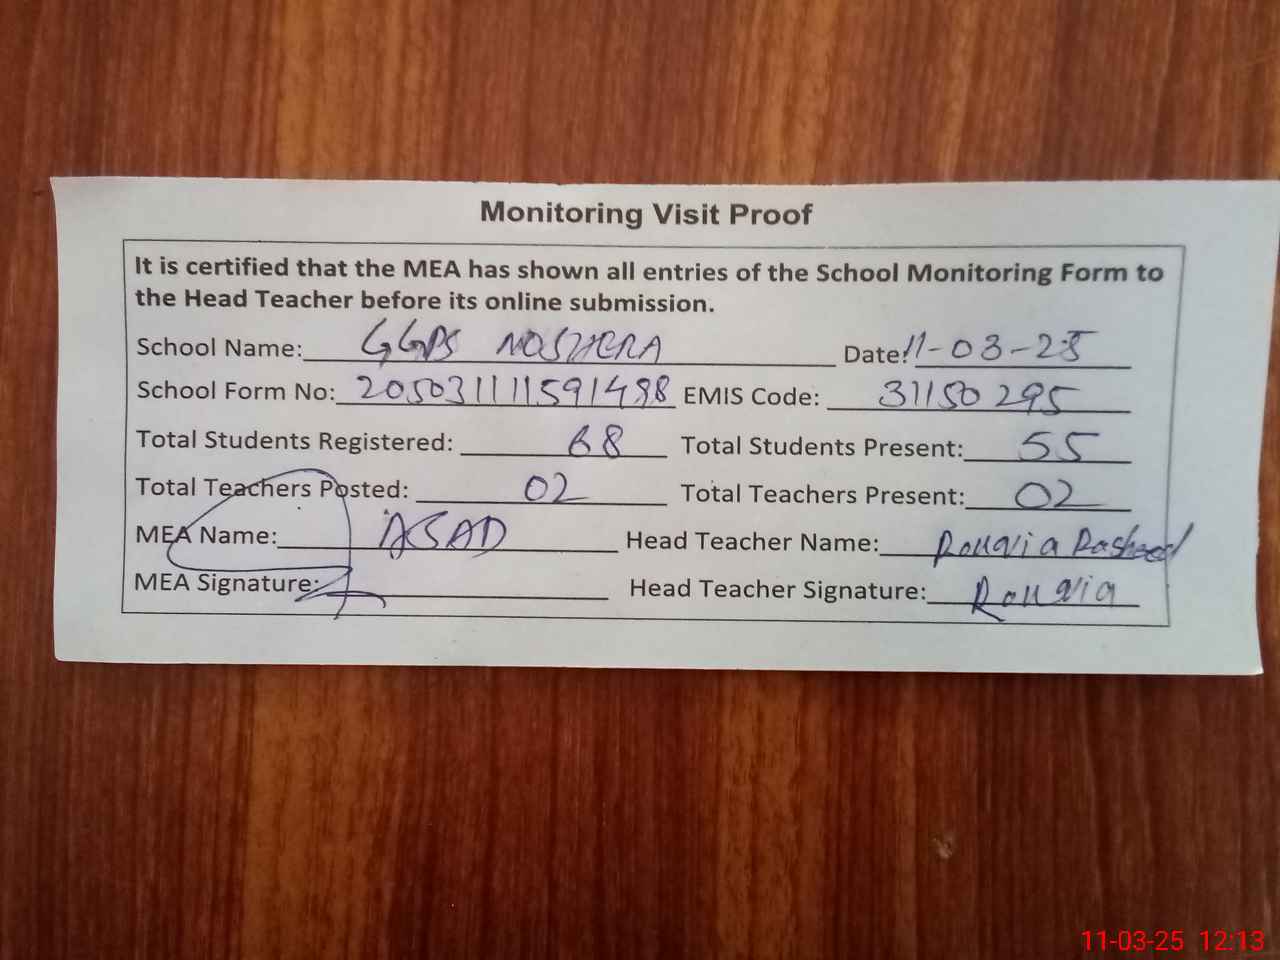 Monitoring Visit Proof
It is certified that the MEA has shown all entries of the School Monitoring Form to
the Head Teacher before its online submission.
School Name: GGPS NOSHERA Date: 11-03-25
School Form No: 2050311111591498 EMIS Code: 31150295
Total Students Registered: 68 Total Students Present: 55
Total Teachers Posted: 02 Total Teachers Present: 02
MEA Name: ASAD Head Teacher Name: Rasheed
MEA Signature: Head Teacher Signature:
11-03-25 12:13